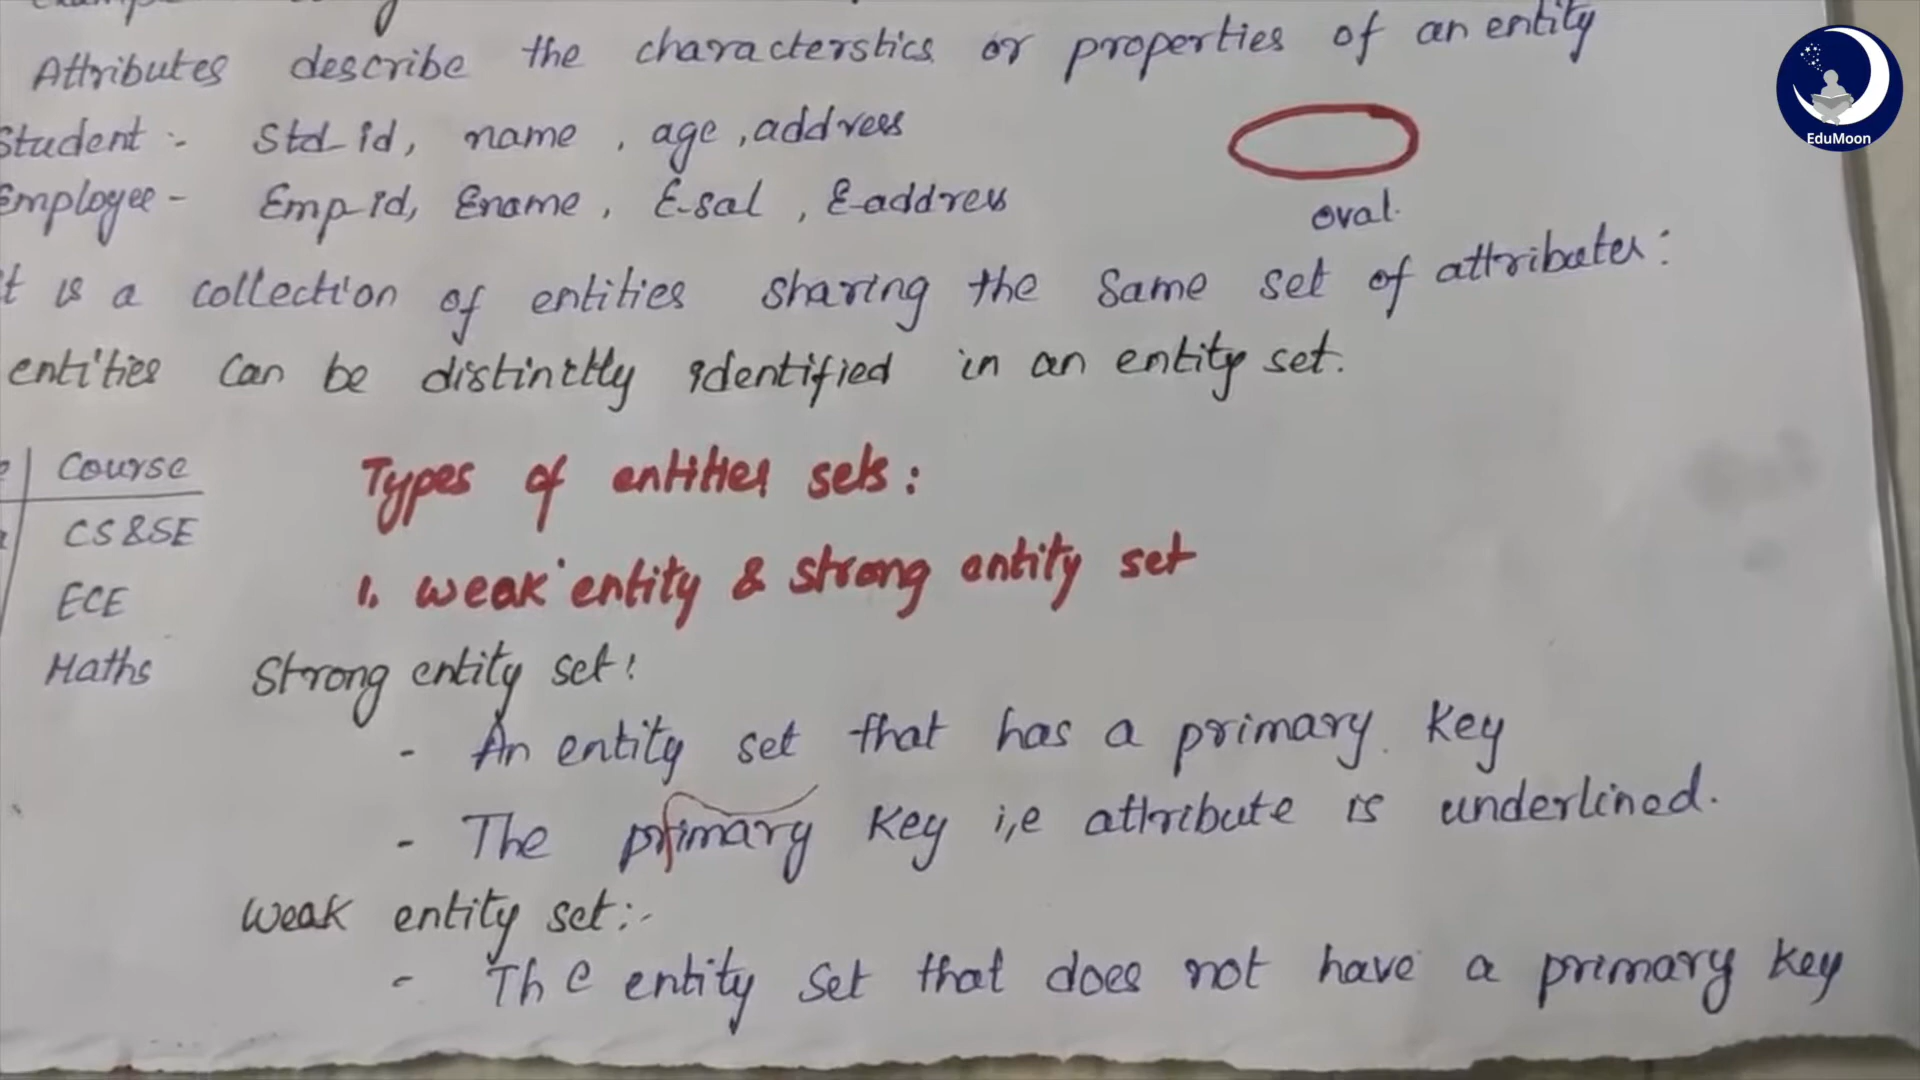 Attributes describe the characterstics or properties of an entity
Student :- Std_id, name , age , address
Employee - Emp-id, Ename , E-sal , E-address
oval.
is a collection of entities sharing the same set of attributes :
entities can be distinctly identified in an entity set.
Course
CS &SE
ECE
Maths
Types of entities sets :
1. weak entity & strong entity set
Strong entity set :
- An entity set that has a primary key
- The primary key i,e attribute is underlined.
Weak entity set :-
- The entity set that does not have a primary key
EduMoon